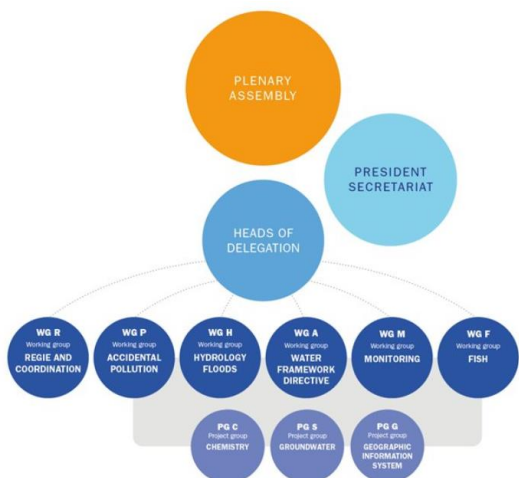 PLENARY
ASSEMBLY
PRESIDENT
SECRETARIAT
HEADS OF
DELEGATION
WG R
Working group
REGIE AND
COORDINATION
WG P
Working group
ACCIDENTAL
POLLUTION
WG H
Working group
HYDROLOGY
FLOODS
WG A
Working group
WATER
FRAMEWORK
DIRECTIVE
WG M
Working group
MONITORING
WG F
Working group
FISH
PG C
Project group
CHEMISTRY
PG S
Project group
GROUNDWATER
PG G
Project group
GEOGRAPHIC
INFORMATION
SYSTEM